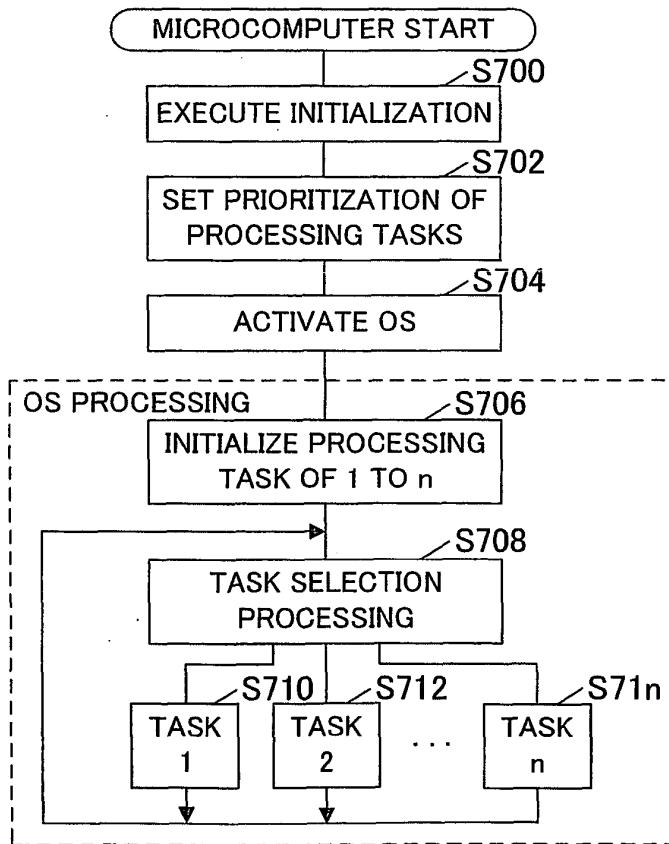 MICROCOMPUTER START
S700
EXECUTE INITIALIZATION
S702
SET PRIORITIZATION OF
PROCESSING TASKS
S704
ACTIVATE OS
OS PROCESSING
S706
INITIALIZE PROCESSING
TASK OF 1 TO n
S708
TASK SELECTION
PROCESSING
S710
S712
S71n
TASK
1
TASK
2
...
TASK
n